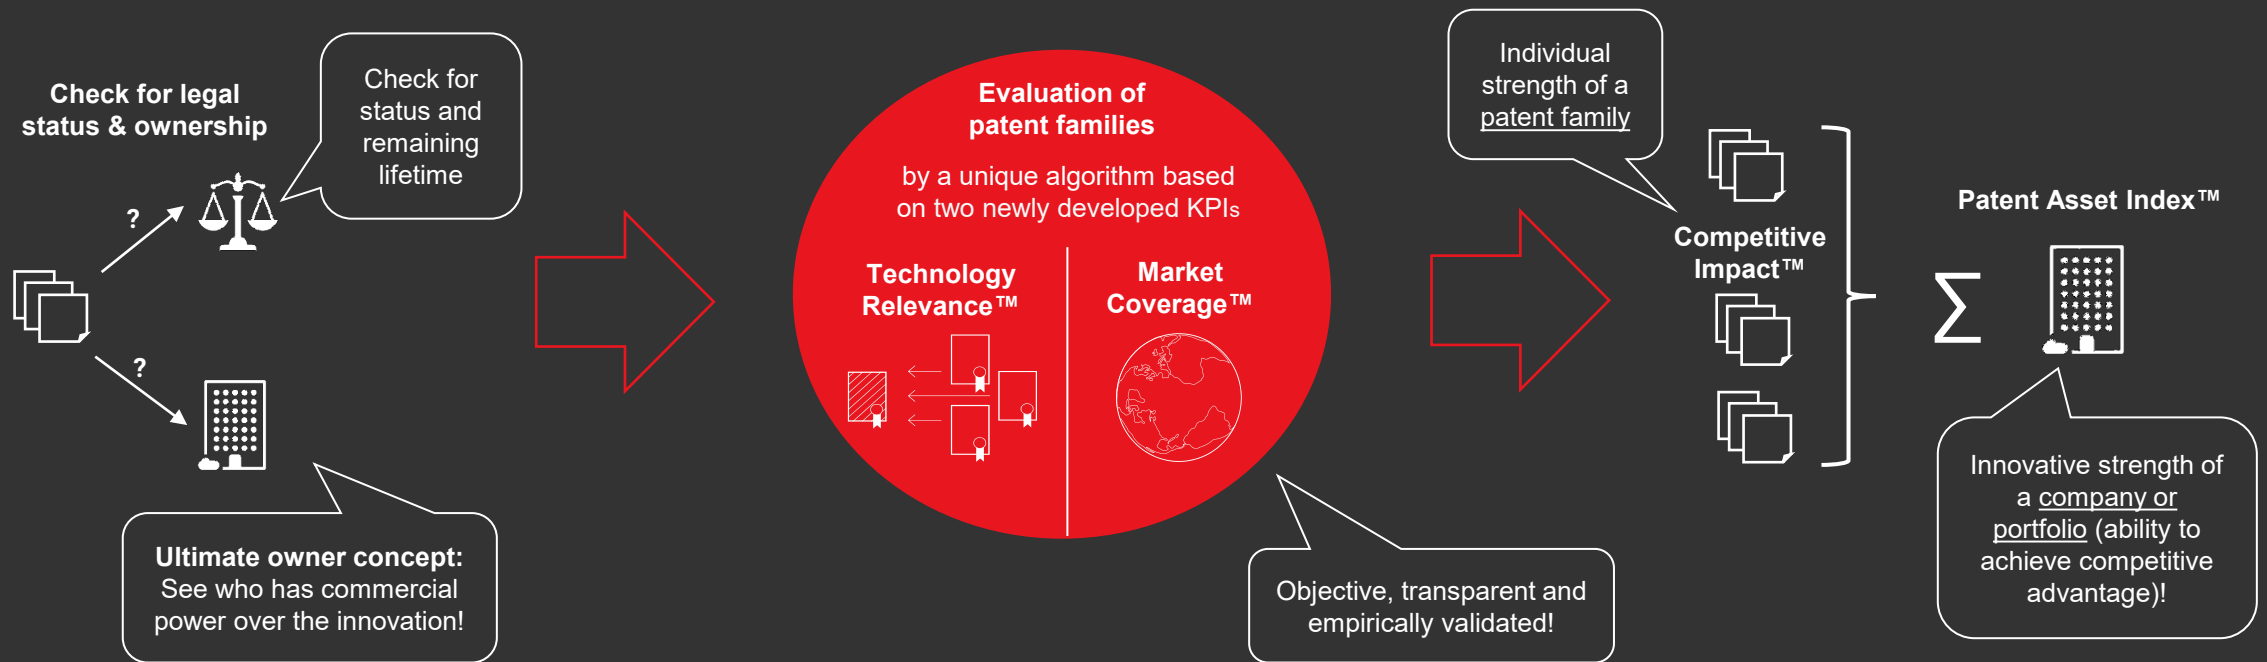 Check for legal
status & ownership
Check for
status and
remaining
lifetime
?
?
Ultimate owner concept:
See who has commercial
power over the innovation!
Evaluation of
patent families
by a unique algorithm based
on two newly developed KPIs
Technology
Relevance™
Market
Coverage™
Objective, transparent and
empirically validated!
Individual
strength of a
patent family
Competitive
Impact™
∑
Patent Asset Index™
Innovative strength of
a company or
portfolio (ability to
achieve competitive
advantage)!